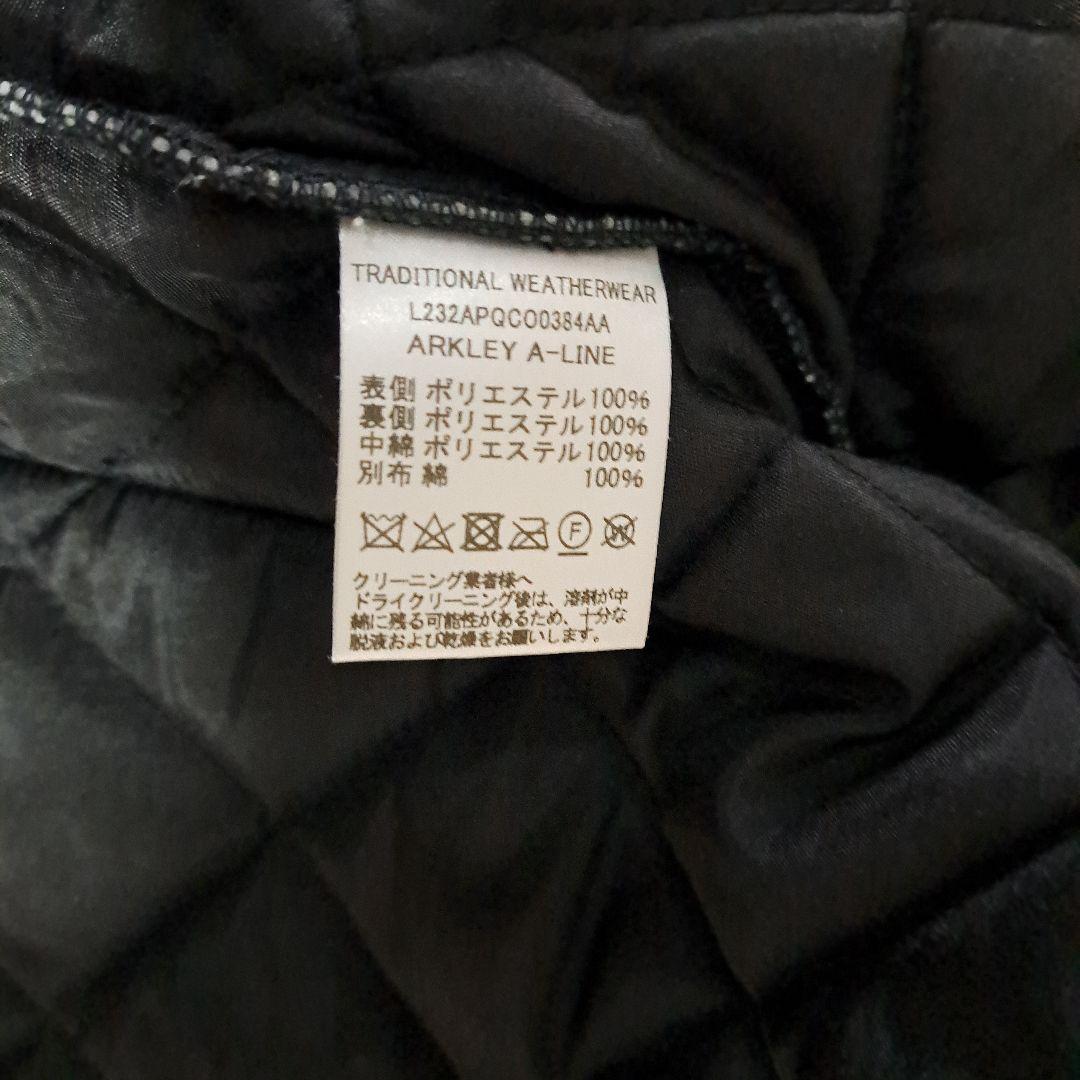 TRADITIONAL WEATHERWEAR
L232APQCO0384AA
ARKLEY A-LINE
表側 ポリエステル100%
裏側 ポリエステル100%
中綿 ポリエステル100%
別布 綿 100%
F W
クリーニング業者様へ
ドライクリーニング後は、溶剤が中
綿に残る可能性があるため、十分な
脱液および乾燥をお願いします。